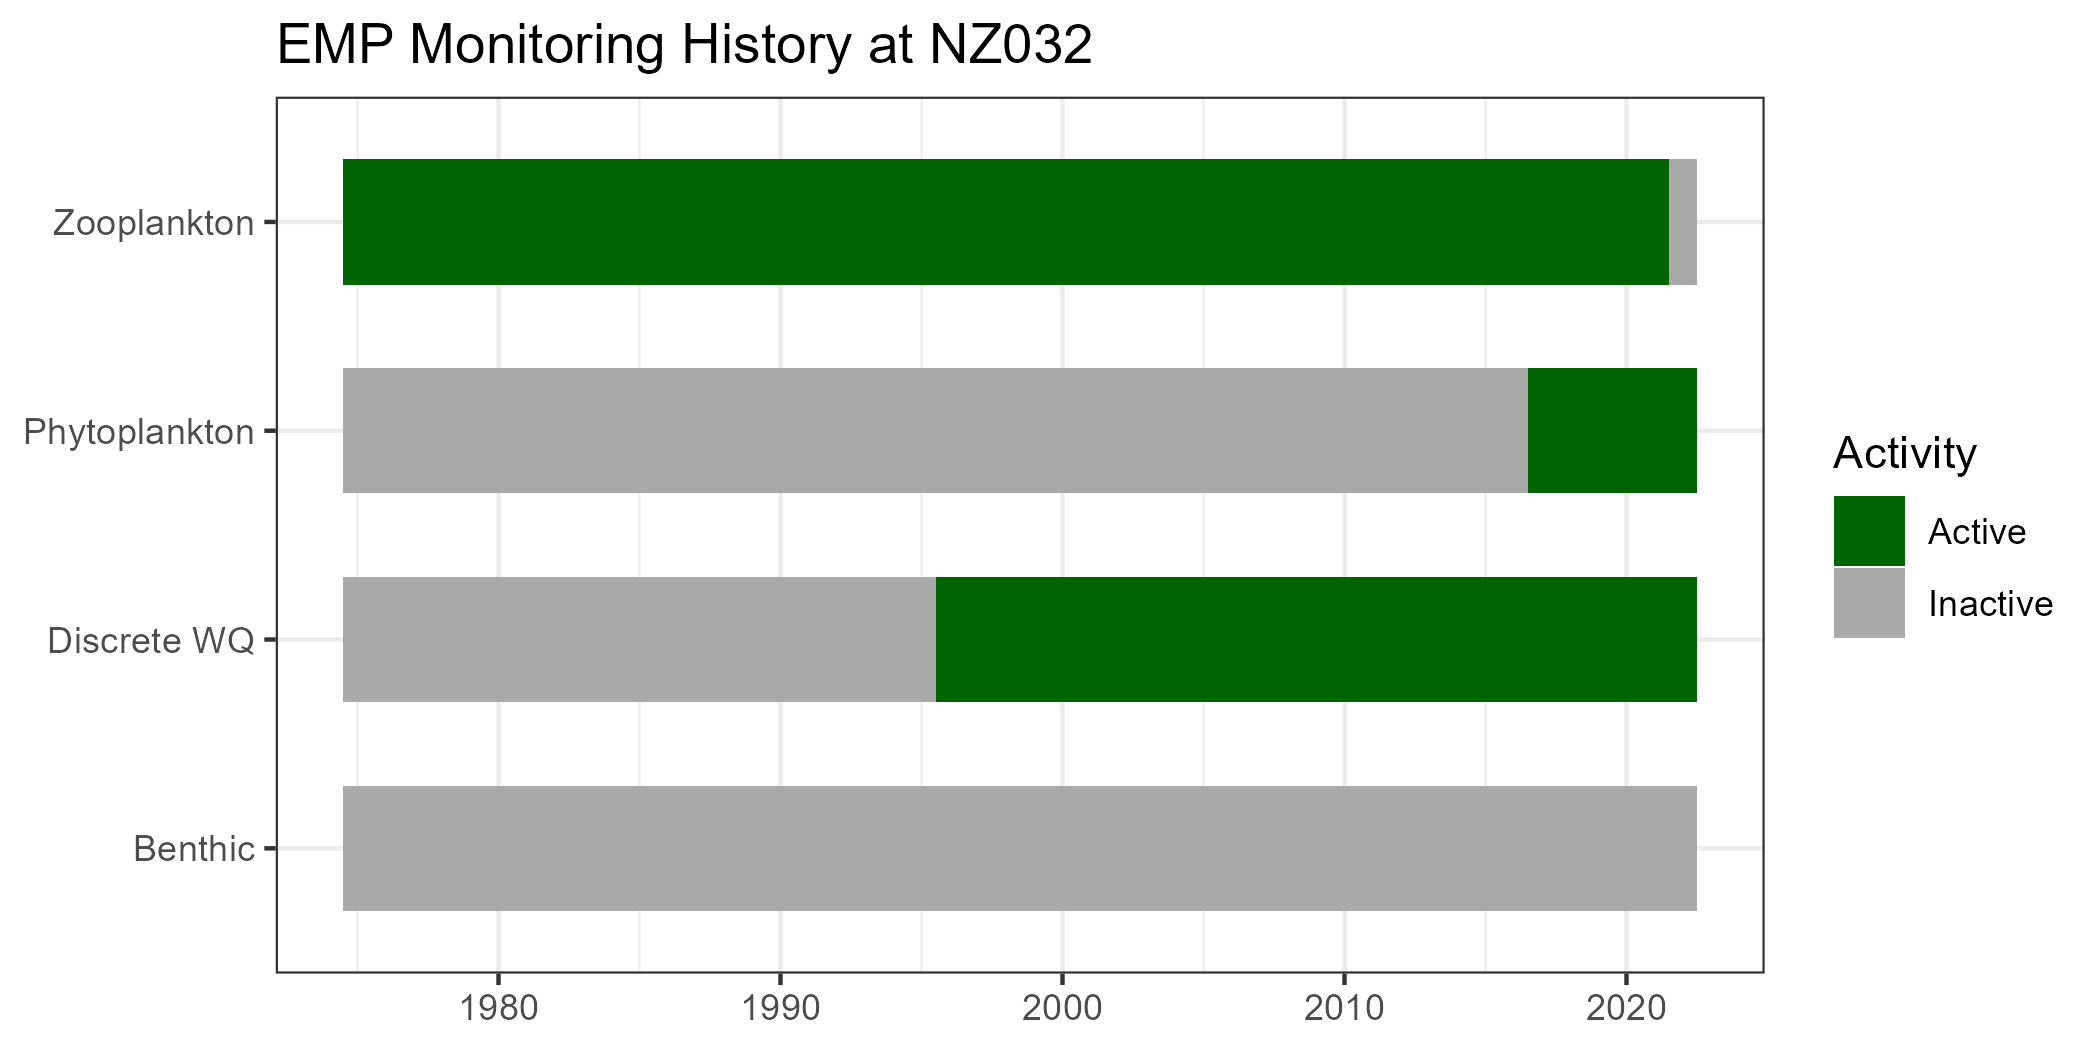 EMP Monitoring History at NZ032
Zooplankton
Phytoplankton
Discrete WQ
Benthic
1980
1990
2000
2010
2020
Activity
Active
Inactive